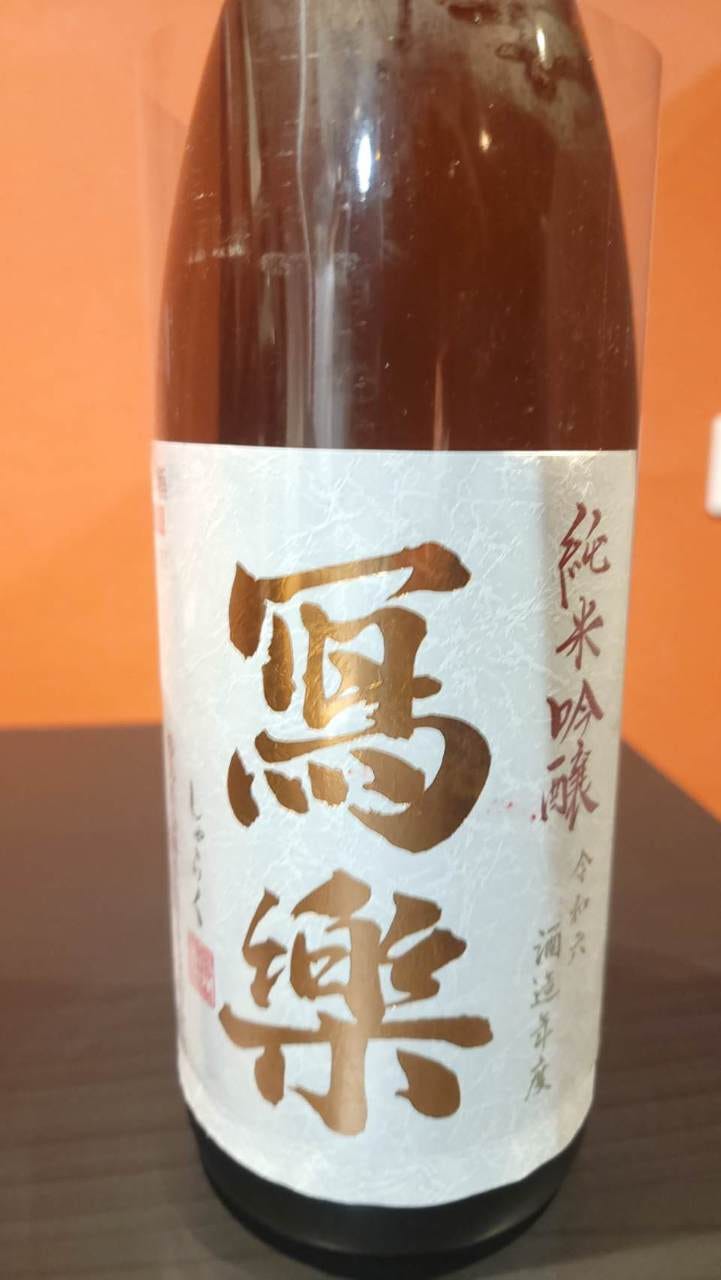 純米吟醸
令和六
酒造年度
寫樂
しゃらく